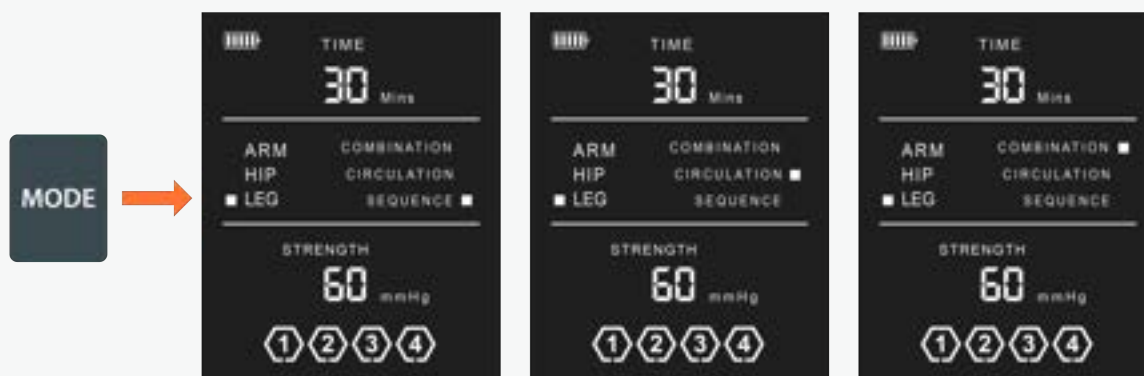 MODE
TIME
30 Mins
ARM COMBINATION
HIP CIRCULATION
LEG SEQUENCE
STRENGTH
60 mmHg
1 2 3 4
TIME
30 Mins
ARM COMBINATION
HIP CIRCULATION
LEG SEQUENCE
STRENGTH
60 mmHg
1 2 3 4
TIME
30 Mins
ARM COMBINATION
HIP CIRCULATION
LEG SEQUENCE
STRENGTH
60 mmHg
1 2 3 4